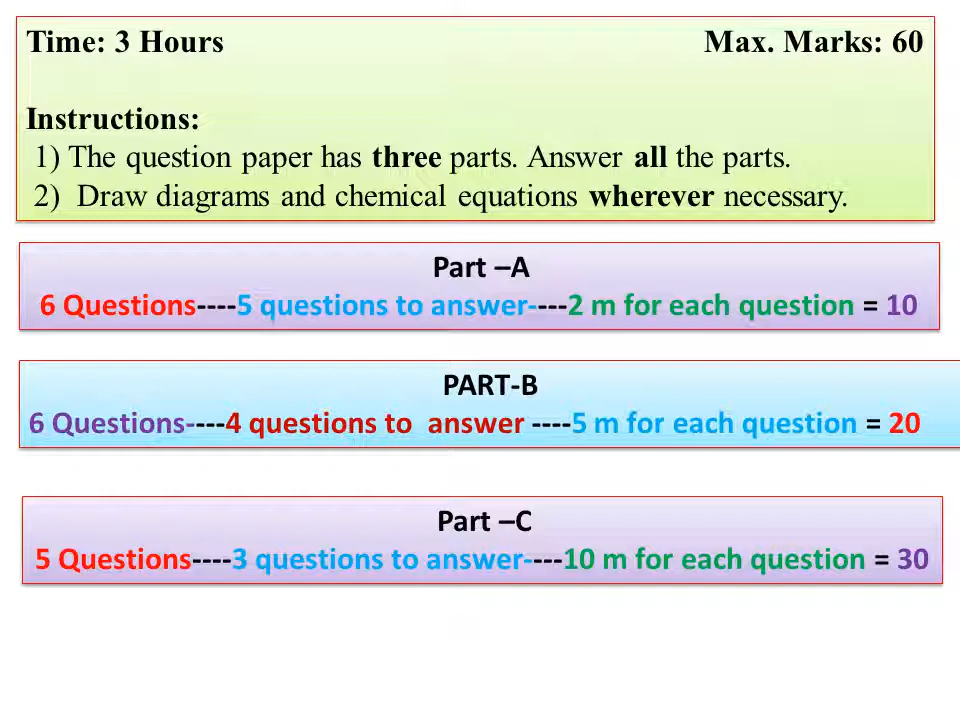 Time: 3 Hours Max. Marks: 60
Instructions:
1) The question paper has three parts. Answer all the parts.
2) Draw diagrams and chemical equations wherever necessary.
Part –A
6 Questions----5 questions to answer----2 m for each question = 10
PART-B
6 Questions-----4 questions to answer ----5 m for each question = 20
Part –C
5 Questions----3 questions to answer----10 m for each question = 30